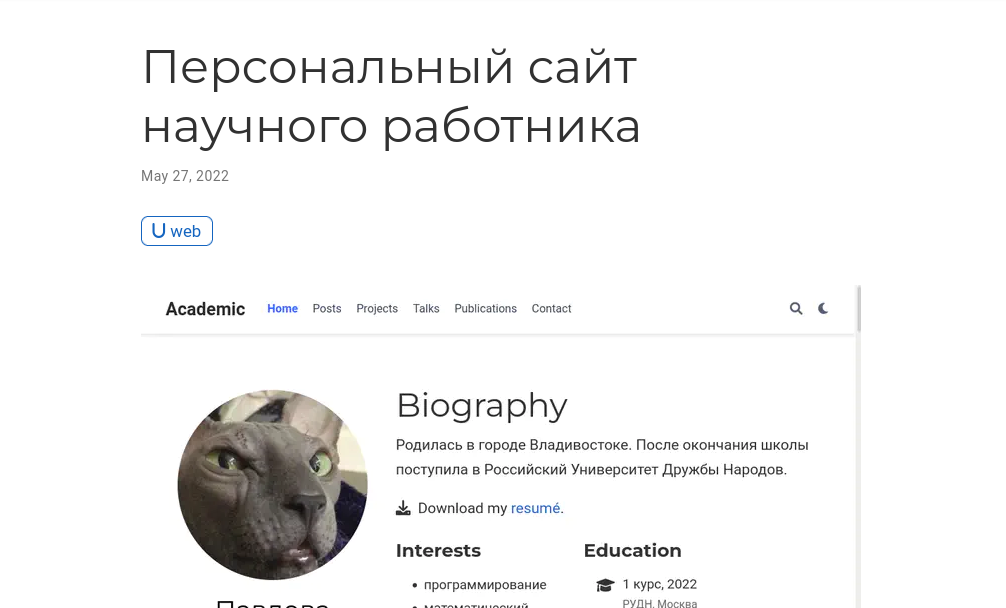 Персональный сайт
научного работника
May 27, 2022
web
Academic Home Posts Projects Talks Publications Contact
Biography
Родилась в городе Владивостоке. После окончания школы
поступила в Российский Университет Дружбы Народов.
Download my resumé.
Interests Education
• программирование 1 курс, 2022
• математический РУДН, Москва